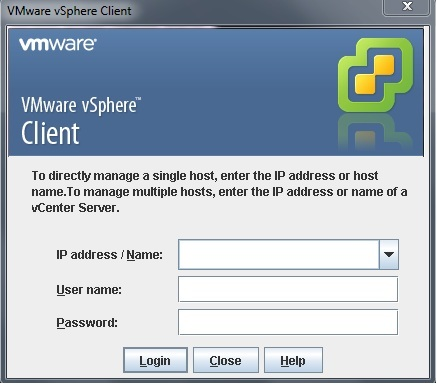 VMware vSphere Client
x
vmware®
VMware vSphere™
Client
To directly manage a single host, enter the IP address or host
name.To manage multiple hosts, enter the IP address or name of a
vCenter Server.
IP address / Name:
User name:
Password:
Login Close Help